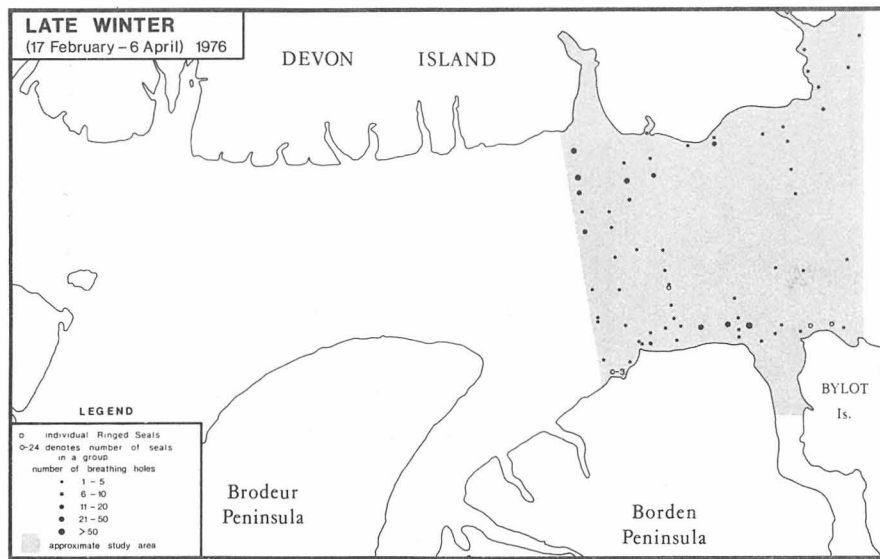 LATE WINTER
(17 February – 6 April) 1976
DEVON ISLAND
BYLOT
Is.
o-3
LEGEND
o individual Ringed Seals
o-24 denotes number of seals
in a group
number of breathing holes
1 – 5
6 – 10
11 – 20
21 – 50
> 50
approximate study area
Brodeur
Peninsula
Borden
Peninsula